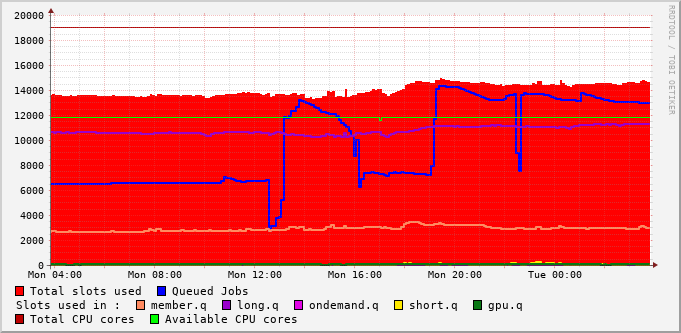 20000
18000
16000
14000
12000
10000
8000
6000
4000
2000
0
Mon 04:00 Mon 08:00 Mon 12:00 Mon 16:00 Mon 20:00 Tue 00:00
RRDTOOL / TOBI OETIKER
Total slots used Queued Jobs
Slots used in : member.q long.q ondemand.q short.q gpu.q
Total CPU cores Available CPU cores